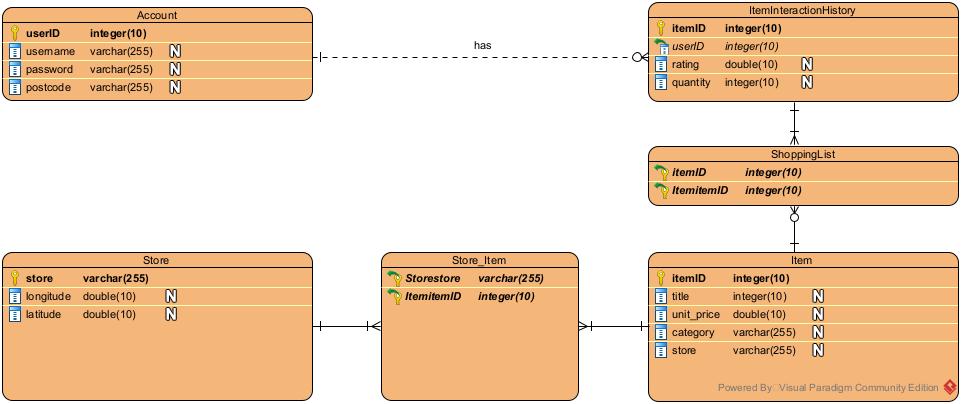 Account
userID integer(10)
username varchar(255) N
password varchar(255) N
postcode varchar(255) N
has
ItemInteractionHistory
itemID integer(10)
userID integer(10)
rating double(10) N
quantity integer(10) N
ShoppingList
itemID integer(10)
ItemitemID integer(10)
Store
store varchar(255)
longitude double(10) N
latitude double(10) N
Store_Item
Storestore varchar(255)
ItemitemID integer(10)
Item
itemID integer(10)
title integer(10) N
unit_price double(10) N
category varchar(255) N
store varchar(255) N
Powered By: Visual Paradigm Community Edition